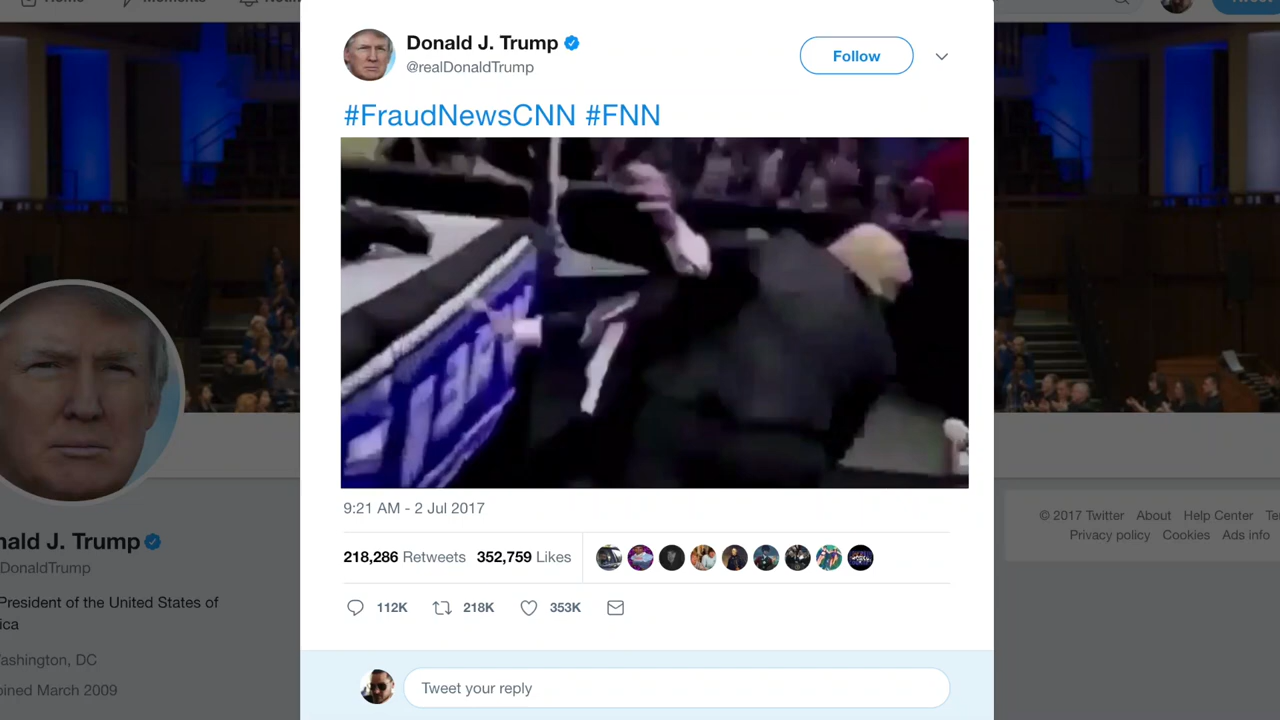 Donald J. Trump
@realDonaldTrump
Follow
#FraudNewsCNN #FNN
9:21 AM - 2 Jul 2017
218,286 Retweets 352,759 Likes
112K 218K 353K
Tweet your reply
nald J. Trump
DonaldTrump
President of the United States of
ica
ashington, DC
oined March 2009
© 2017 Twitter About Help Center Te
Privacy policy Cookies Ads info